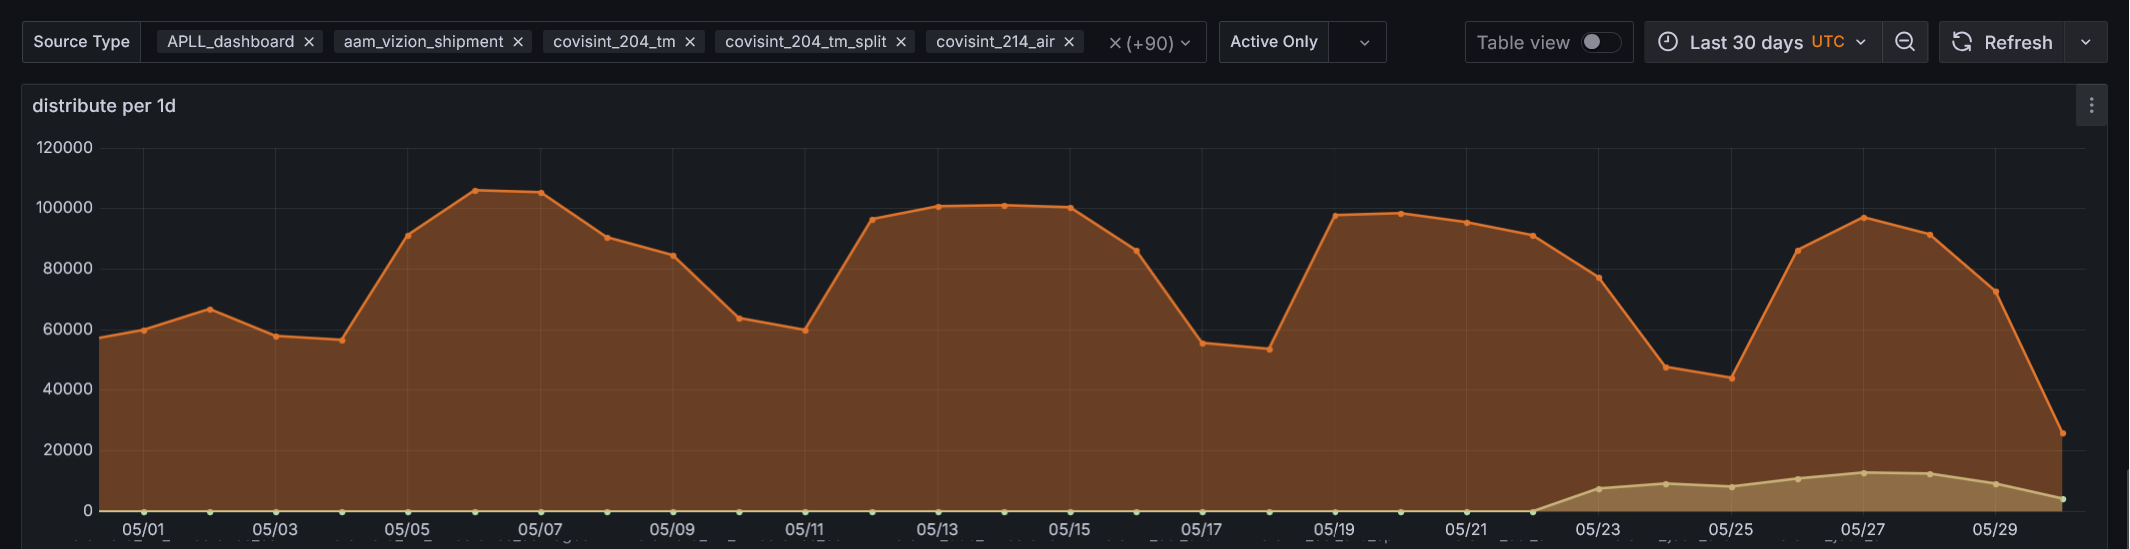 Source Type APLL_dashboard × aam_vizion_shipment × covisint_204_tm × covisint_204_tm_split × covisint_214_air × × (+90) Active Only Table view Last 30 days UTC Refresh
distribute per 1d
120000
100000
80000
60000
40000
20000
0
05/01 05/03 05/05 05/07 05/09 05/11 05/13 05/15 05/17 05/19 05/21 05/23 05/25 05/27 05/29